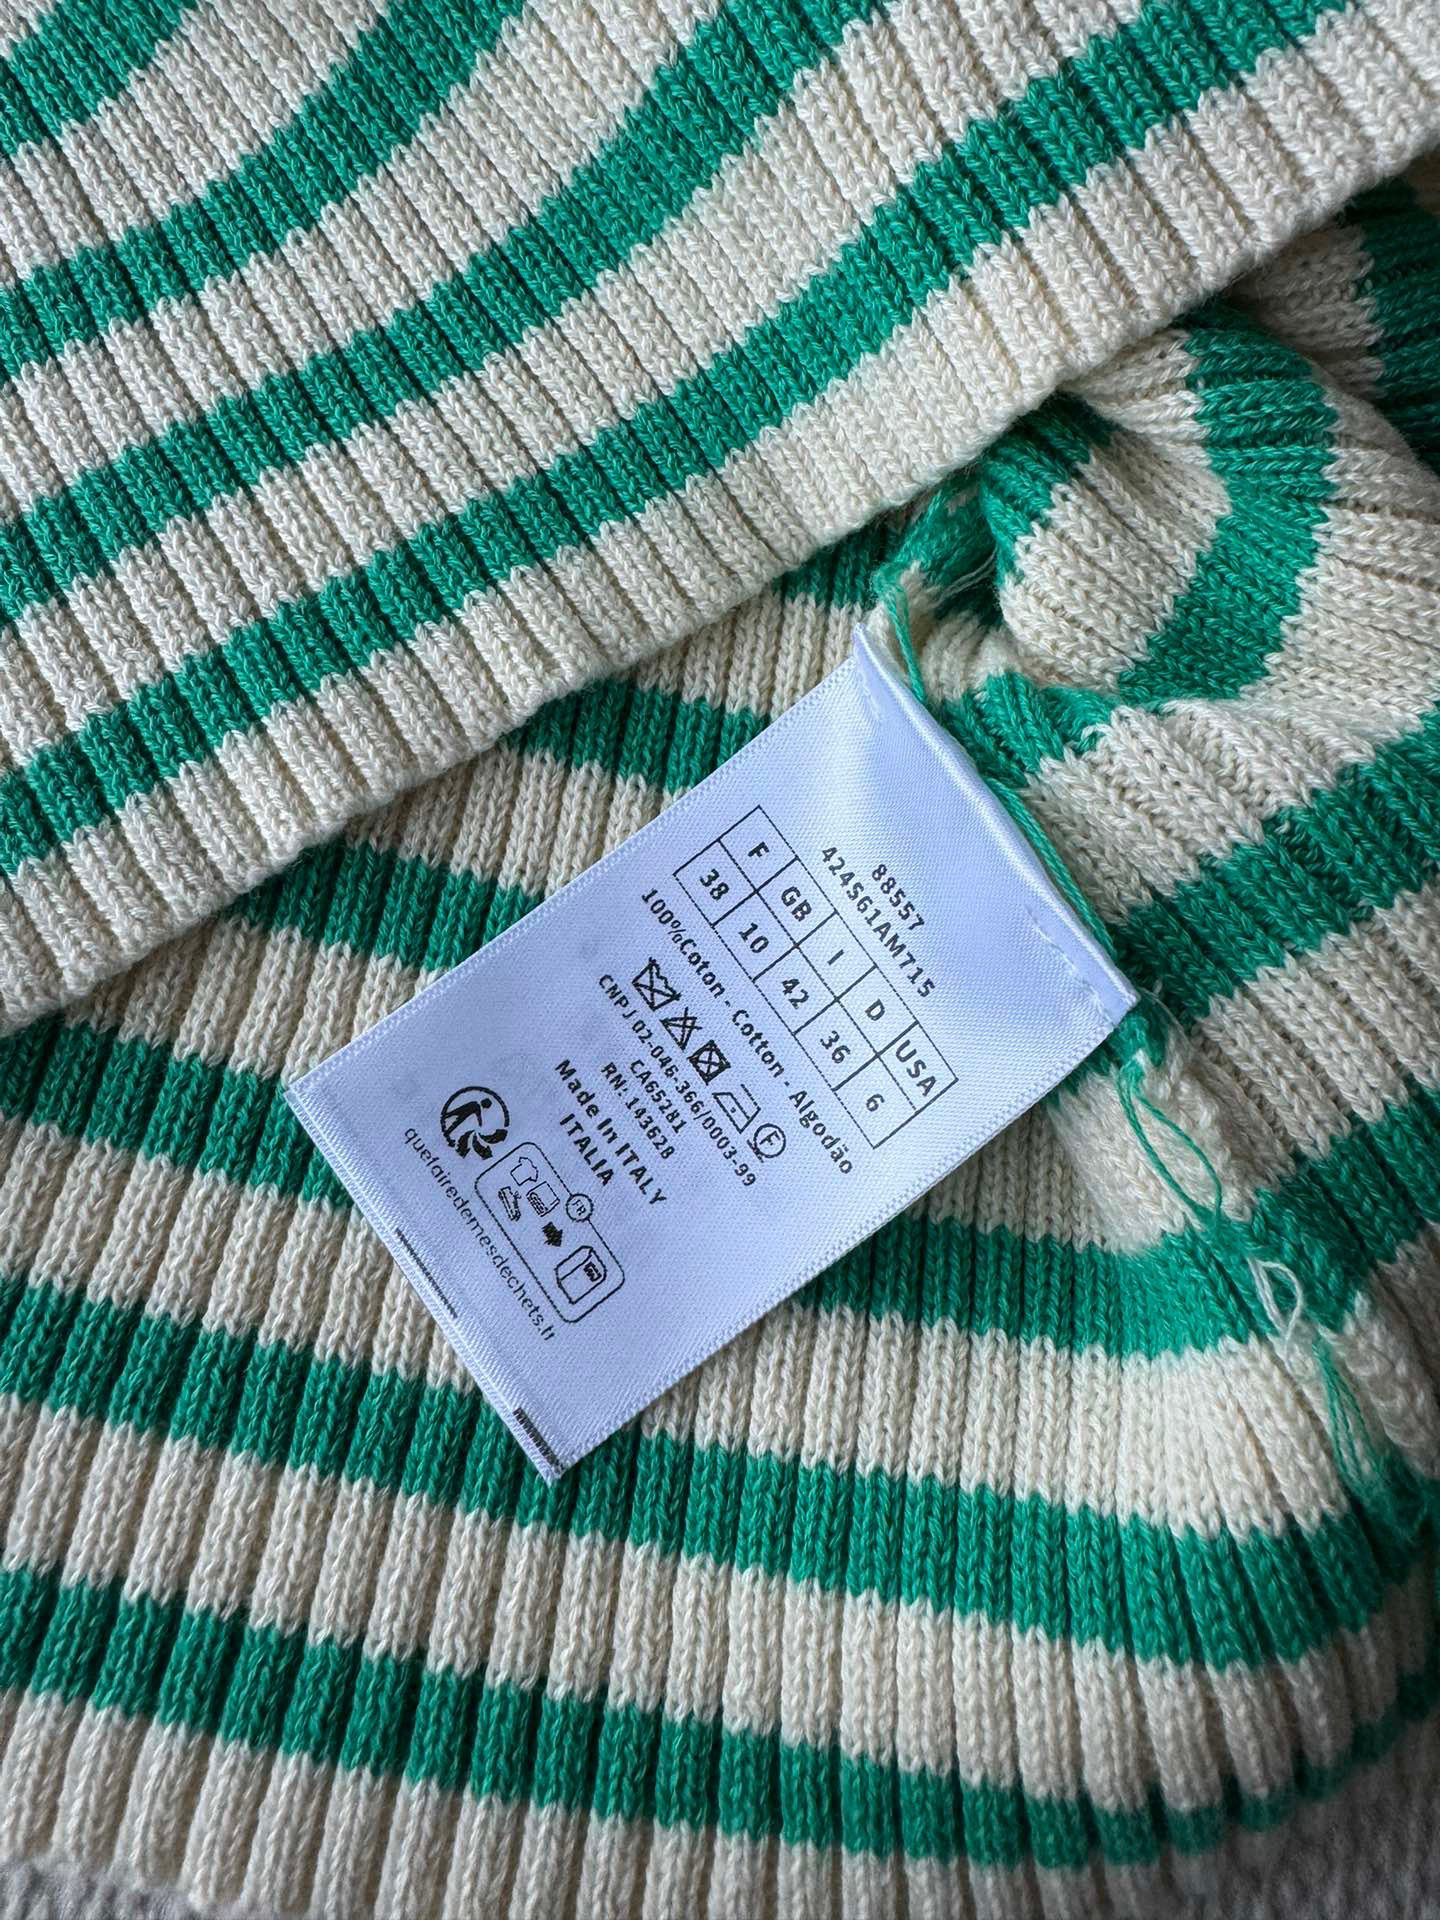 88557
424S61AM715
F GB I D USA
38 10 42 36 6
100%Coton - Cotton - Algodão
F
CNPJ 02-046-366/0003-99
CA65281
RN: 143628
Made In ITALY
ITALIA
FR
quefairedemesdechets.fr